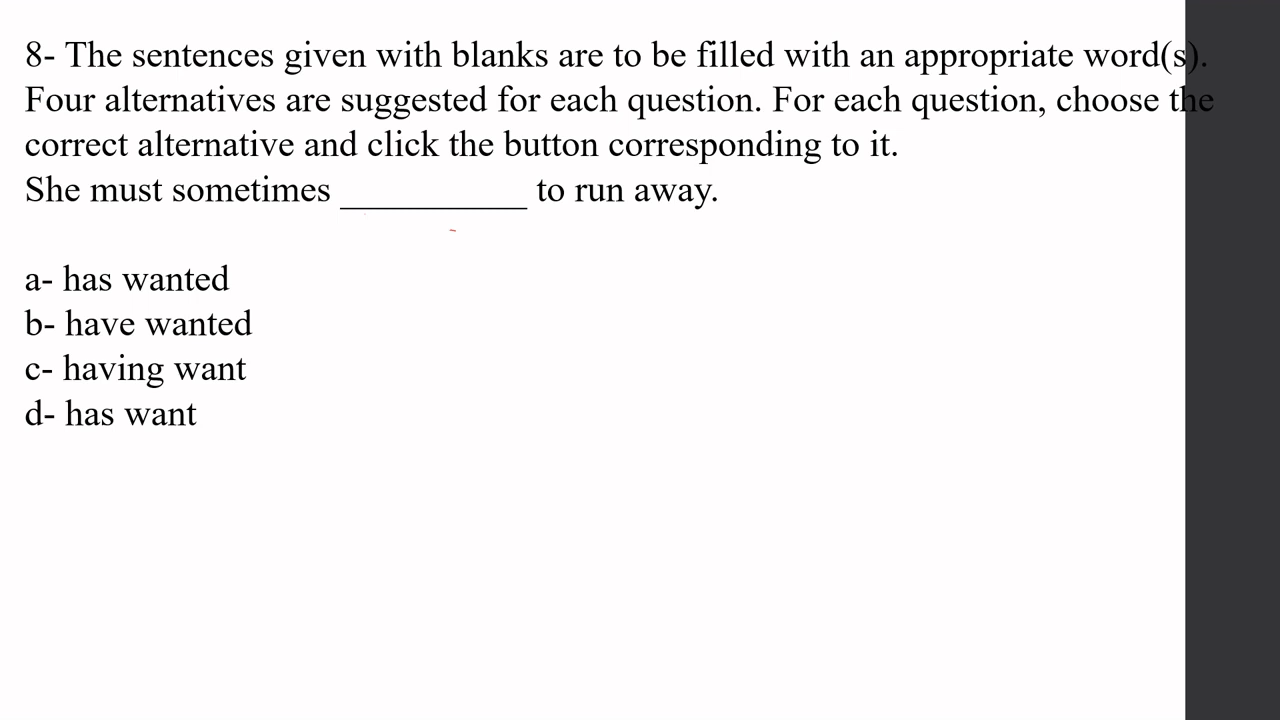 8- The sentences given with blanks are to be filled with an appropriate word(s).
Four alternatives are suggested for each question. For each question, choose the
correct alternative and click the button corresponding to it.
She must sometimes __________ to run away.
a- has wanted
b- have wanted
c- having want
d- has want